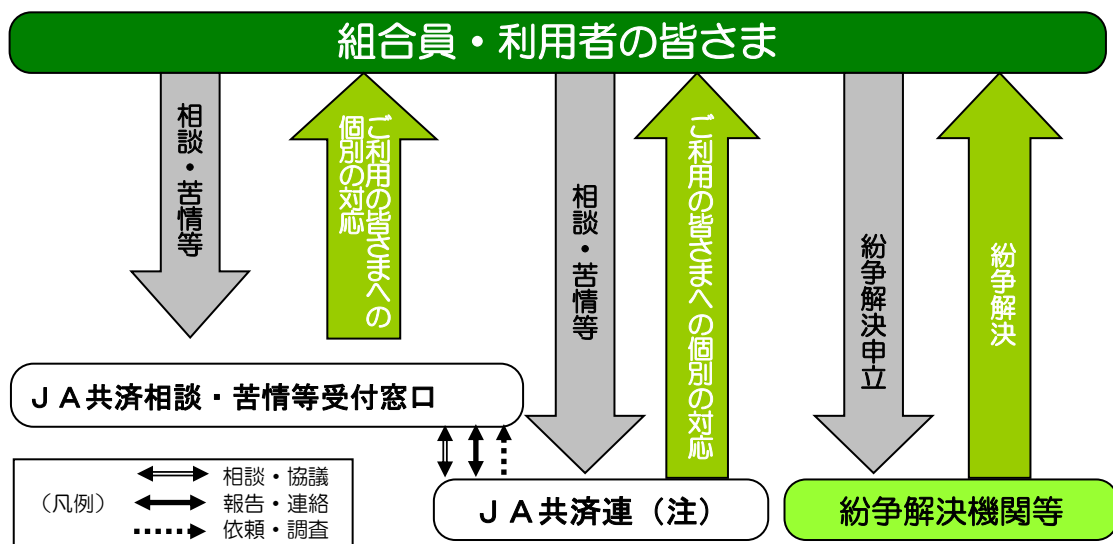 組合員・利用者の皆さま
相談・苦情等
ご利用の皆さまへの
個別の対応
相談・苦情等
ご利用の皆さまへの個別の対応
紛争解決申立
紛争解決
ＪＡ共済相談・苦情等受付窓口
ＪＡ共済連（注）
紛争解決機関等
（凡例）
相談・協議
報告・連絡
依頼・調査